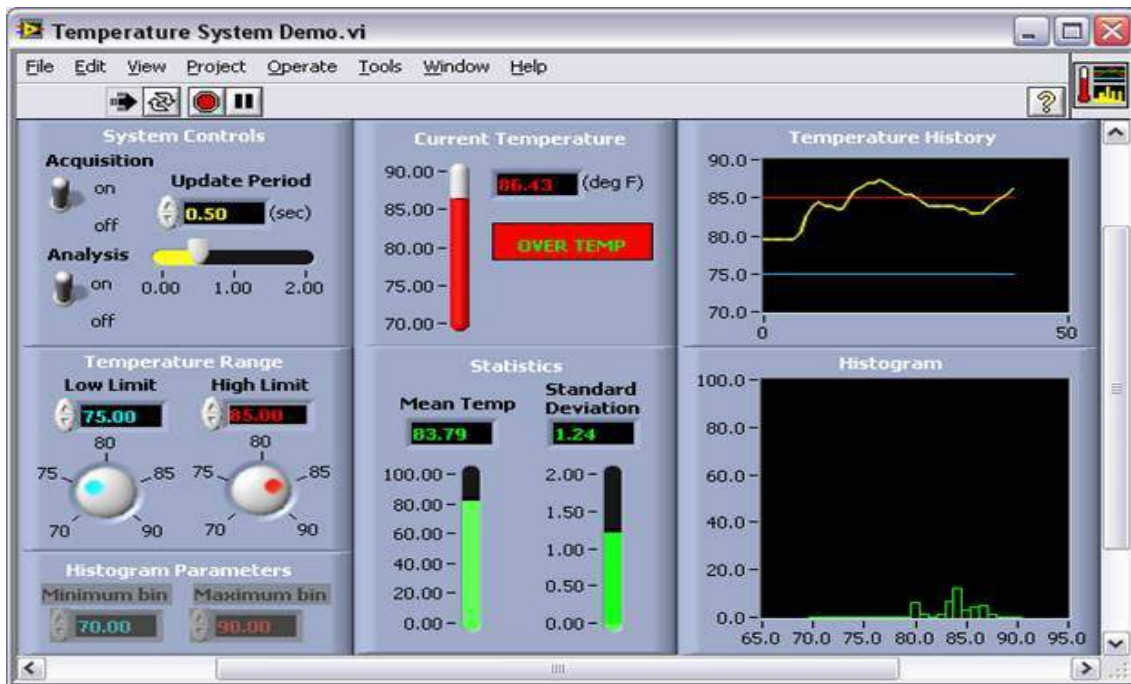 Temperature System Demo.vi
File Edit View Project Operate Tools Window Help
System Controls
Acquisition
on
off
Update Period
0.50 (sec)
Analysis
on
off
0.00 1.00 2.00
Current Temperature
90.00
85.00
80.00
75.00
70.00
86.43 (deg F)
OVER TEMP
Temperature History
90.0
85.0
80.0
75.0
70.0
0 50
Temperature Range
Low Limit High Limit
75.00 85.00
80 80
75 85 75 85
70 90 70 90
Statistics
Mean Temp
83.79
Standard
Deviation
1.24
100.00
80.00
60.00
40.00
20.00
0.00
2.00
1.50
1.00
0.50
0.00
Histogram
100.0
80.0
60.0
40.0
20.0
0.0
65.0 70.0 75.0 80.0 85.0 90.0 95.0
Histogram Parameters
Minimum bin Maximum bin
70.00 90.00